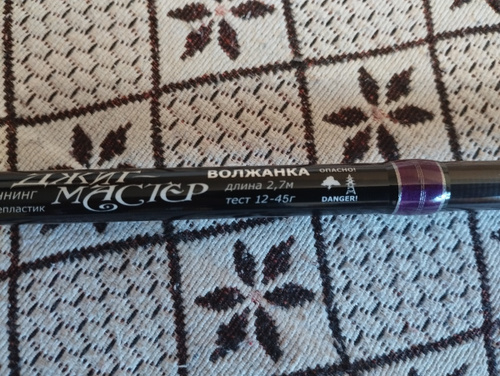 ДЖИГ
МАСТЕР
ВОЛЖАНКА
длина 2,7м
тест 12-45г
ОПАСНО!
DANGER!